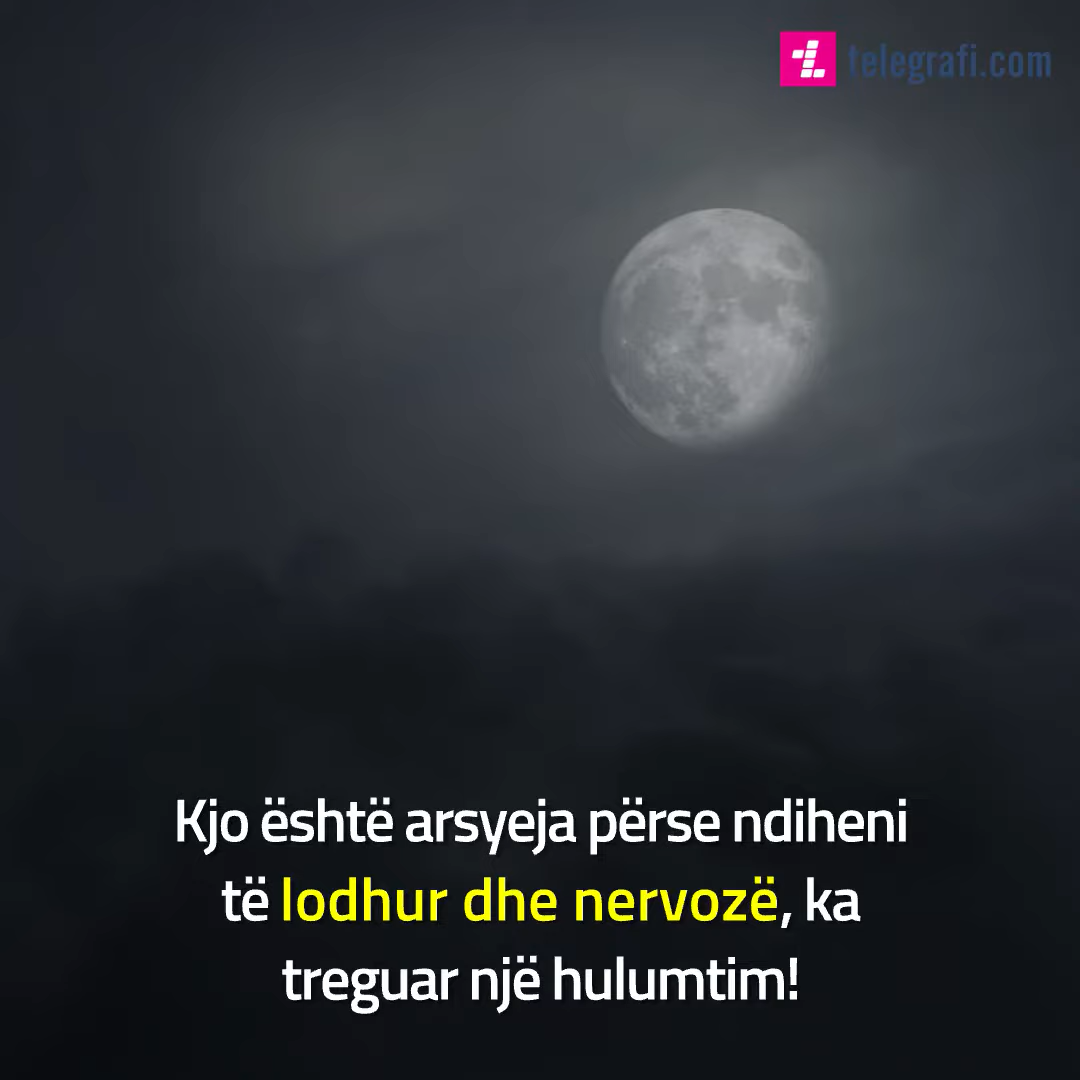 telegrafi.com
Kjo është arsyeja përse ndiheni
të lodhur dhe nervozë, ka
treguar një hulumtim!